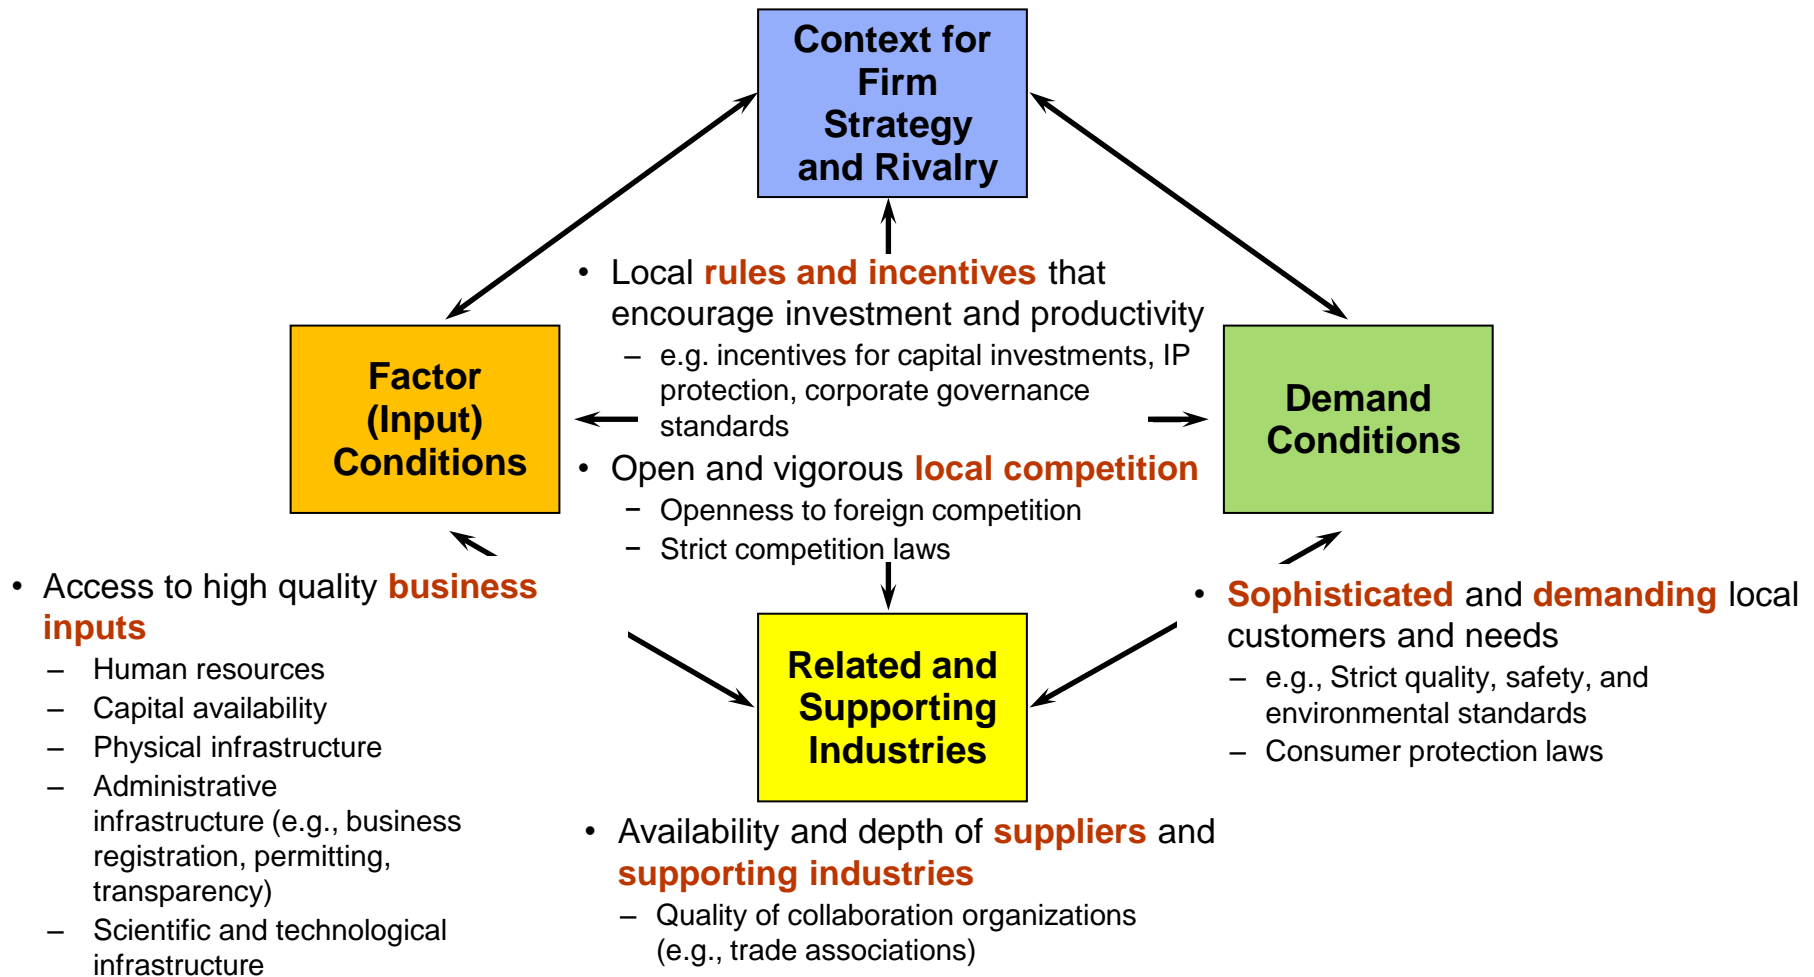 Context for
Firm
Strategy
and Rivalry
• Local rules and incentives that
encourage investment and productivity
– e.g. incentives for capital investments, IP
protection, corporate governance
standards
• Open and vigorous local competition
− Openness to foreign competition
− Strict competition laws
Factor
(Input)
Conditions
Demand
Conditions
• Access to high quality business
inputs
– Human resources
– Capital availability
– Physical infrastructure
– Administrative
infrastructure (e.g., business
registration, permitting,
transparency)
– Scientific and technological
infrastructure
Related and
Supporting
Industries
• Availability and depth of suppliers and
supporting industries
– Quality of collaboration organizations
(e.g., trade associations)
• Sophisticated and demanding local
customers and needs
– e.g., Strict quality, safety, and
environmental standards
– Consumer protection laws